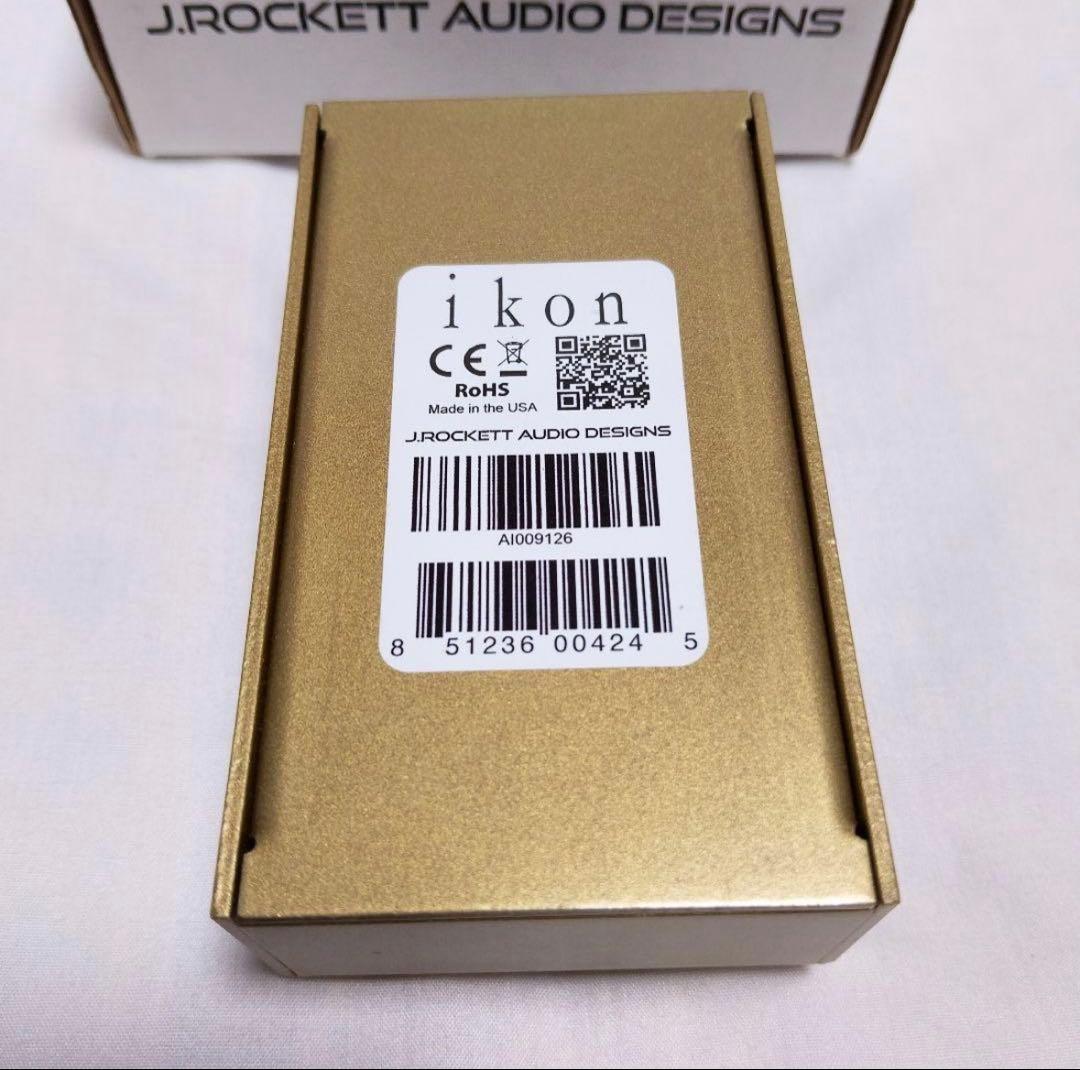 J.ROCKETT AUDIO DESIGNS
ikon
CE
RoHS
Made in the USA
J.ROCKETT AUDIO DESIGNS
AI009126
8 51236 00424 5